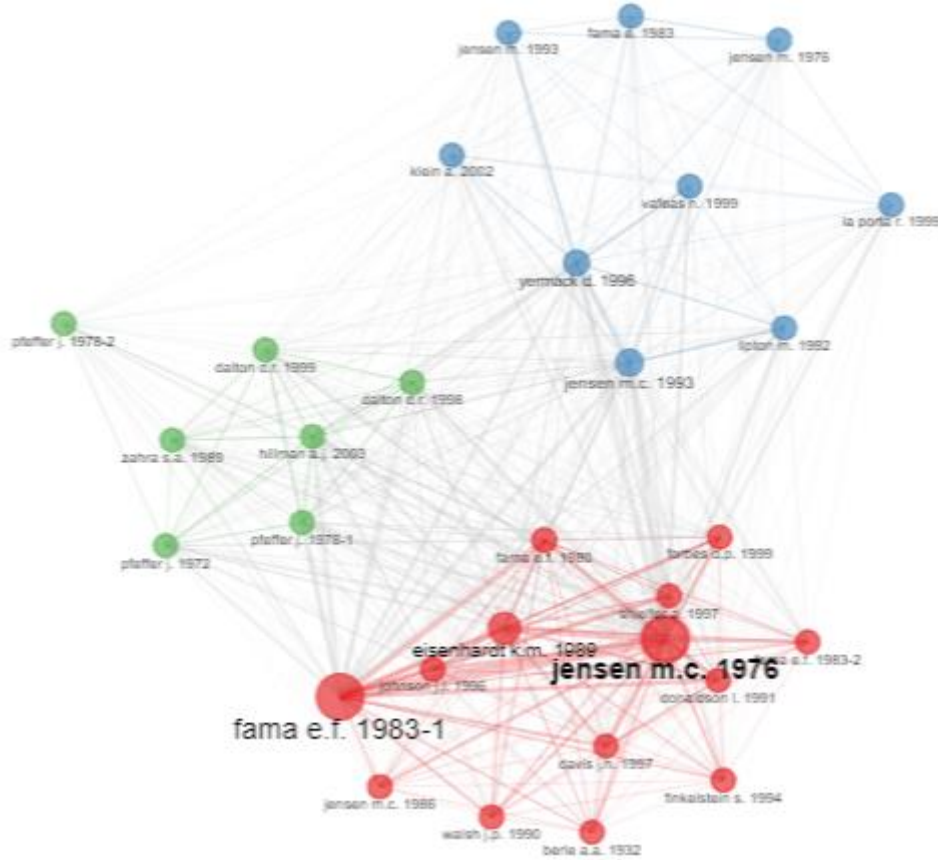 fama e. 1983
jensen m. 1993
jensen m. 1976
klein a. 2002
vafeas n. 1999
la porta r. 1999
yermack d. 1996
pfeffer j. 1978-2
lipton m. 1992
dalton d.r. 1999
jensen m.c. 1993
dalton d.r. 1998
zahra s.a. 1989
hillman a.j. 2003
pfeffer j. 1978-1
pfeffer j. 1972
fama e.f. 1980
forbes d.p. 1999
shleifer a. 1997
eisenhardt k.m. 1989
fama e.f. 1983-2
jensen m.c. 1976
johnson j.l. 1996
donaldson l. 1991
fama e.f. 1983-1
davis j.h. 1997
finkelstein s. 1994
jensen m.c. 1986
walsh j.p. 1990
berle a.a. 1932